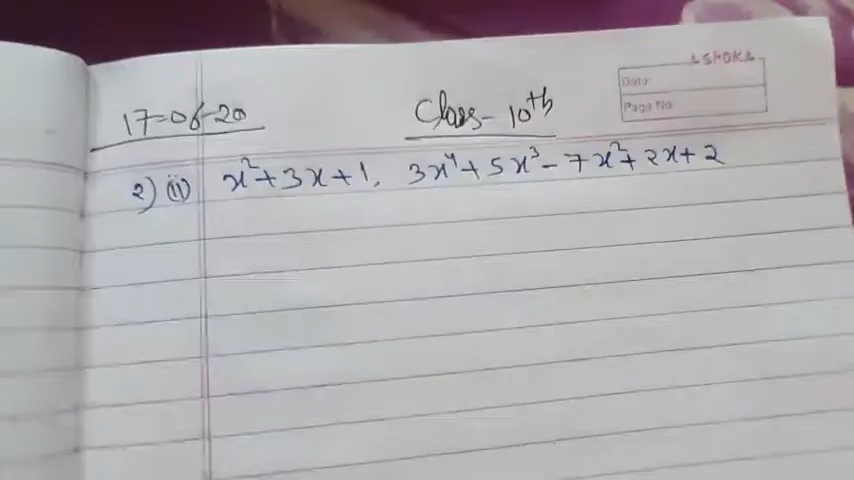 ASHOKA
Date:
Page No.
17-06-20
Class- 10th
2) (ii) x²+3x+1, 3x⁴+5x³-7x²+2x+2